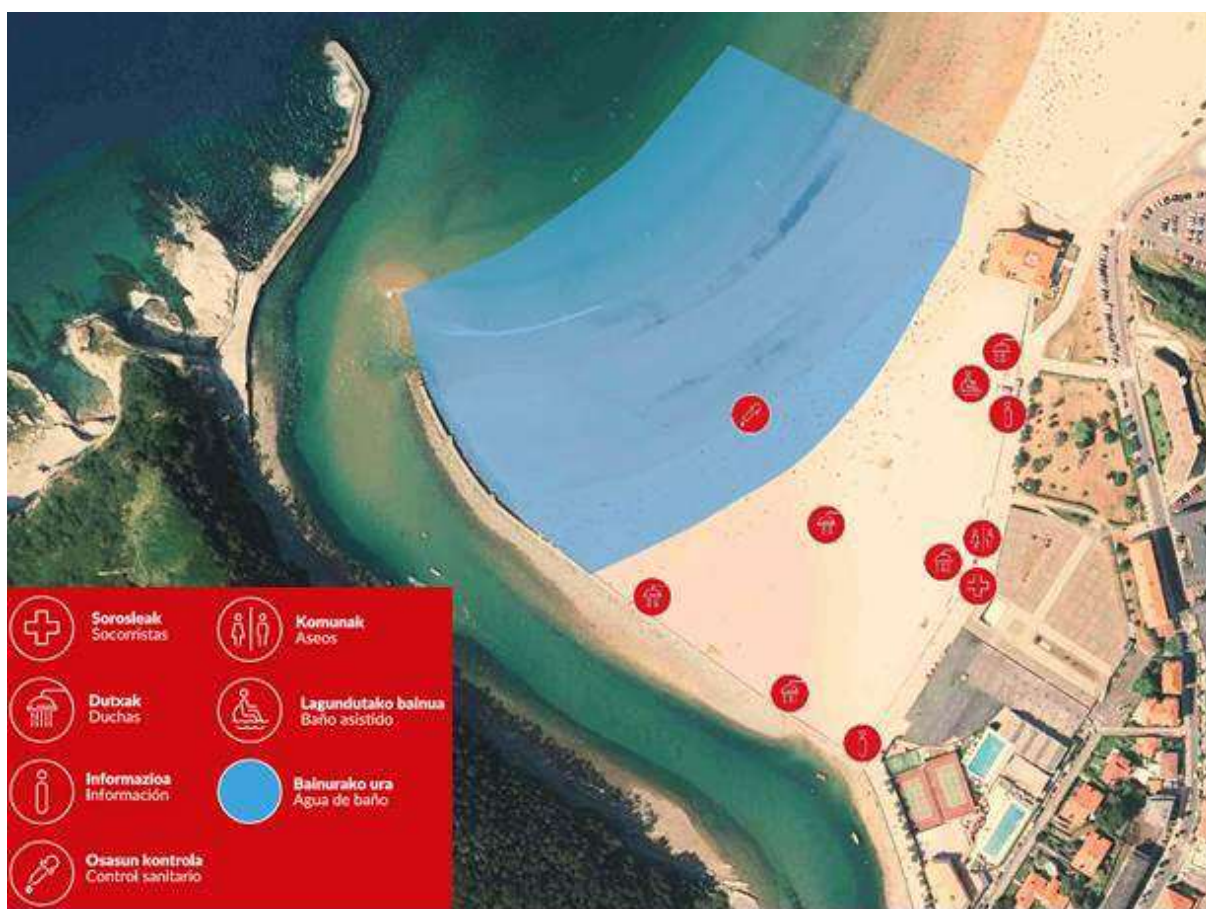 Sorosleak
Socorristas
Komunak
Aseos
Dutxak
Duchas
Lagundutako bainua
Baño asistido
Informazioa
Información
Bainurako ura
Agua de baño
Osasun kontrola
Control sanitario